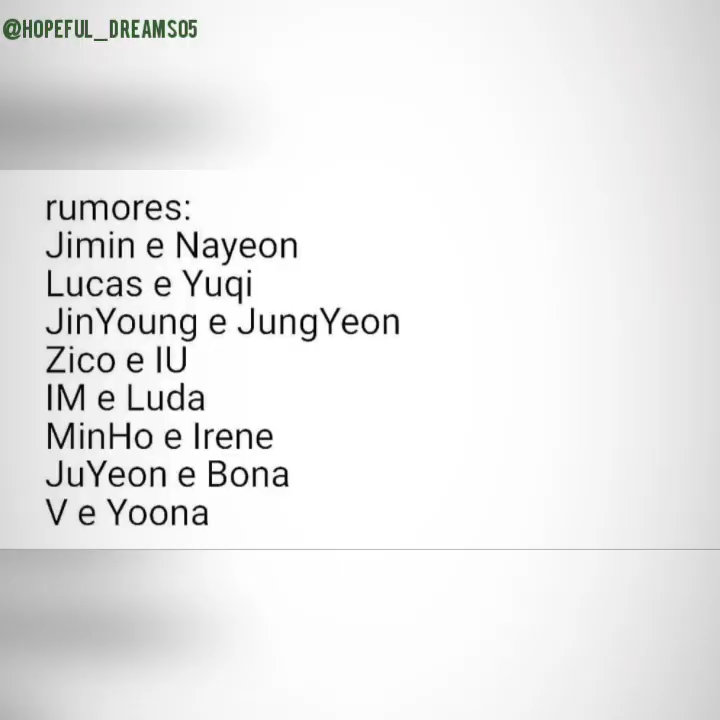 @HOPEFUL_DREAMS05
rumores:
Jimin e Nayeon
Lucas e Yuqi
JinYoung e JungYeon
Zico e IU
IM e Luda
MinHo e Irene
JuYeon e Bona
V e Yoona